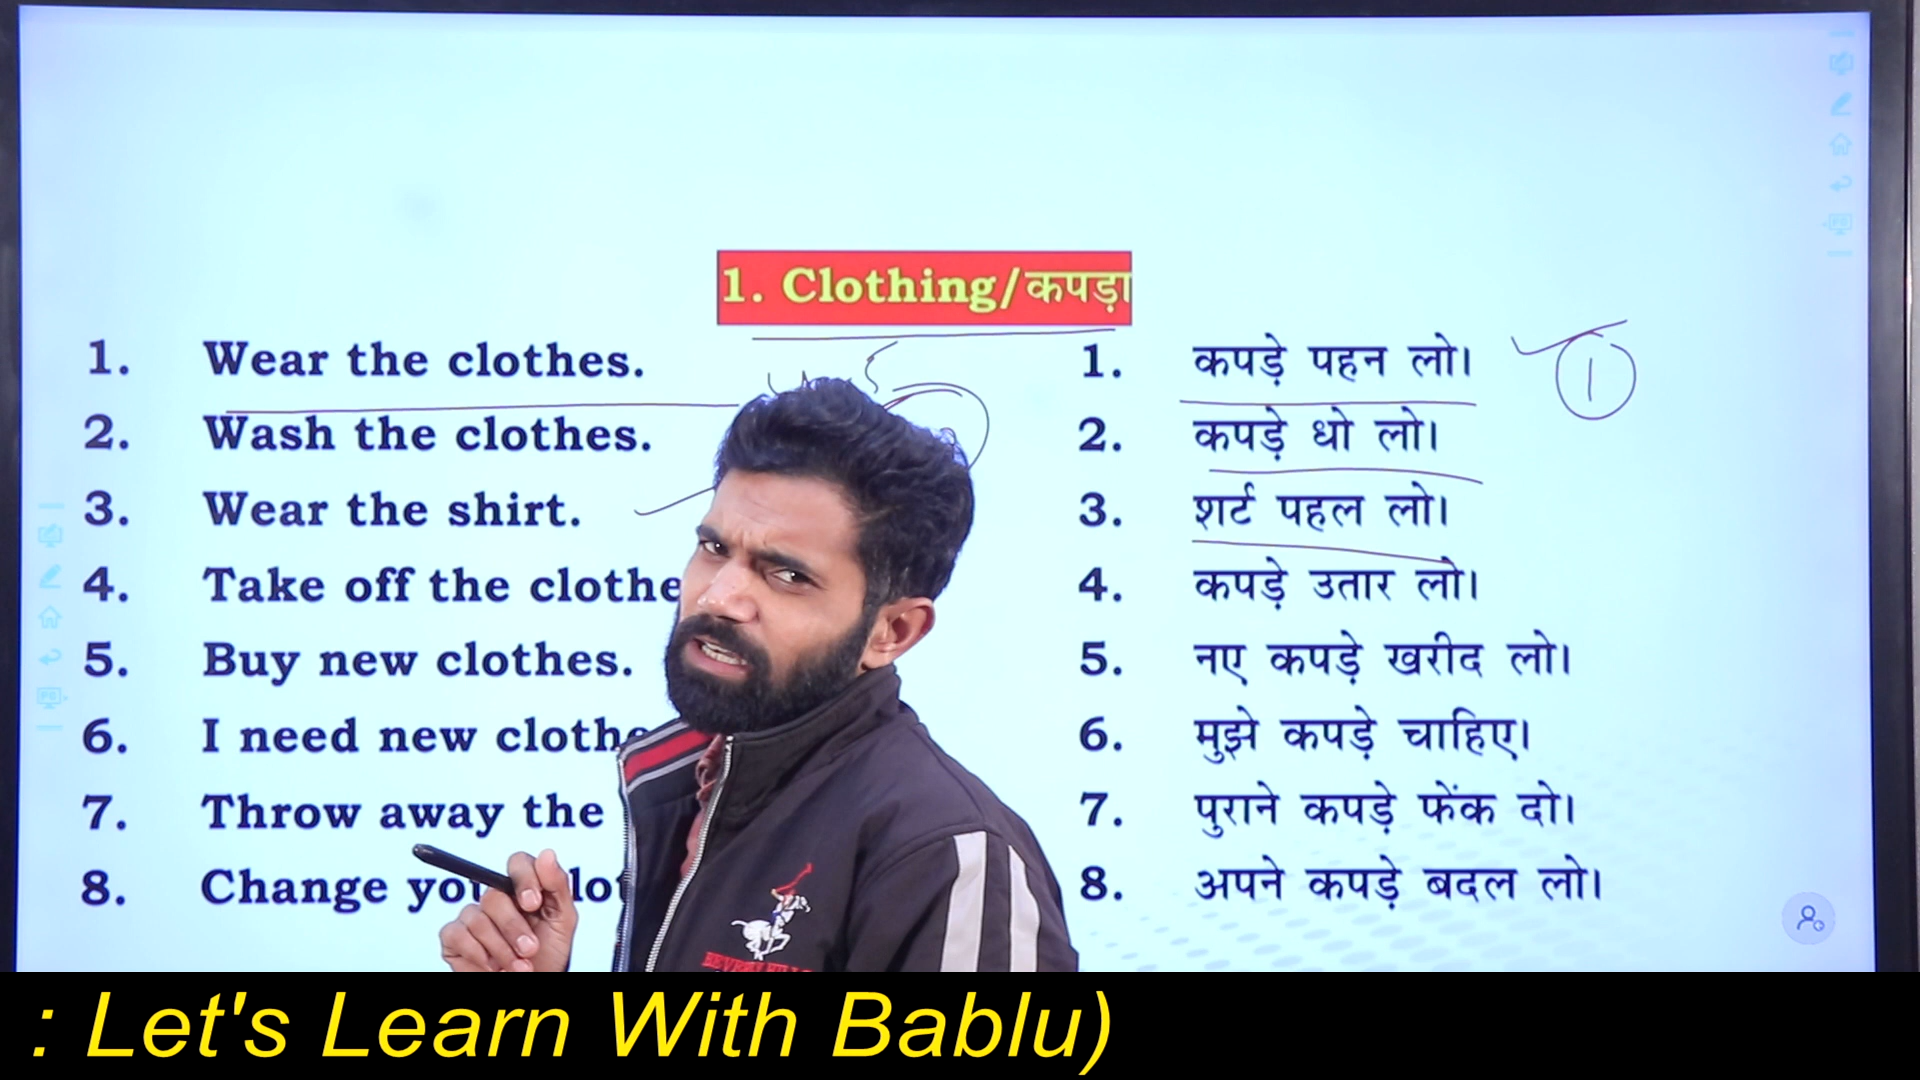 1. Clothing/कपड़ा
1. Wear the clothes. 1. कपड़े पहन लो। 1
2. Wash the clothes. 2. कपड़े धो लो।
3. Wear the shirt. 3. शर्ट पहल लो।
4. Take off the clothe 4. कपड़े उतार लो।
5. Buy new clothes. 5. नए कपड़े खरीद लो।
6. I need new clothe 6. मुझे कपड़े चाहिए।
7. Throw away the 7. पुराने कपड़े फेंक दो।
8. Change you 8. अपने कपड़े बदल लो।
: Let's Learn With Bablu)